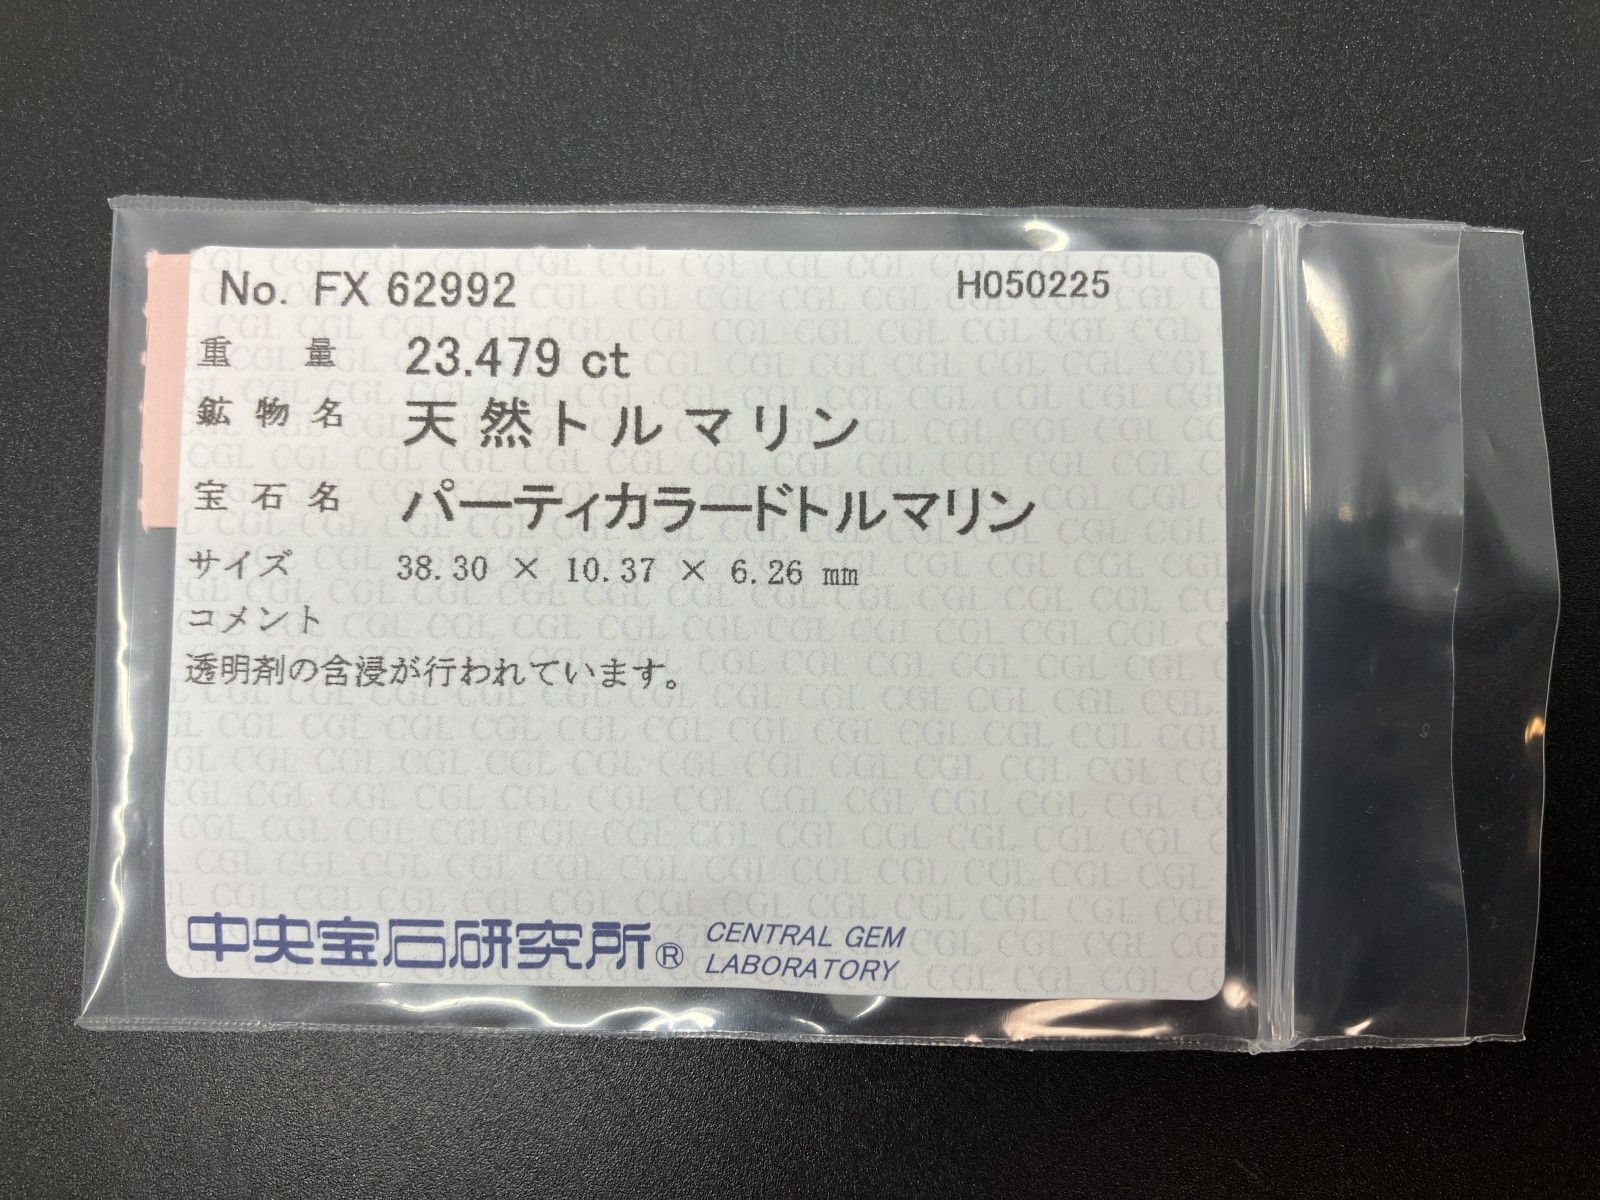 No. FX 62992 H050225
重量 23.479 ct
鉱物名 天然トルマリン
宝石名 パーティカラードトルマリン
サイズ 38.30 × 10.37 × 6.26 mm
コメント
透明剤の含浸が行われています。
中央宝石研究所® CENTRAL GEM
LABORATORY